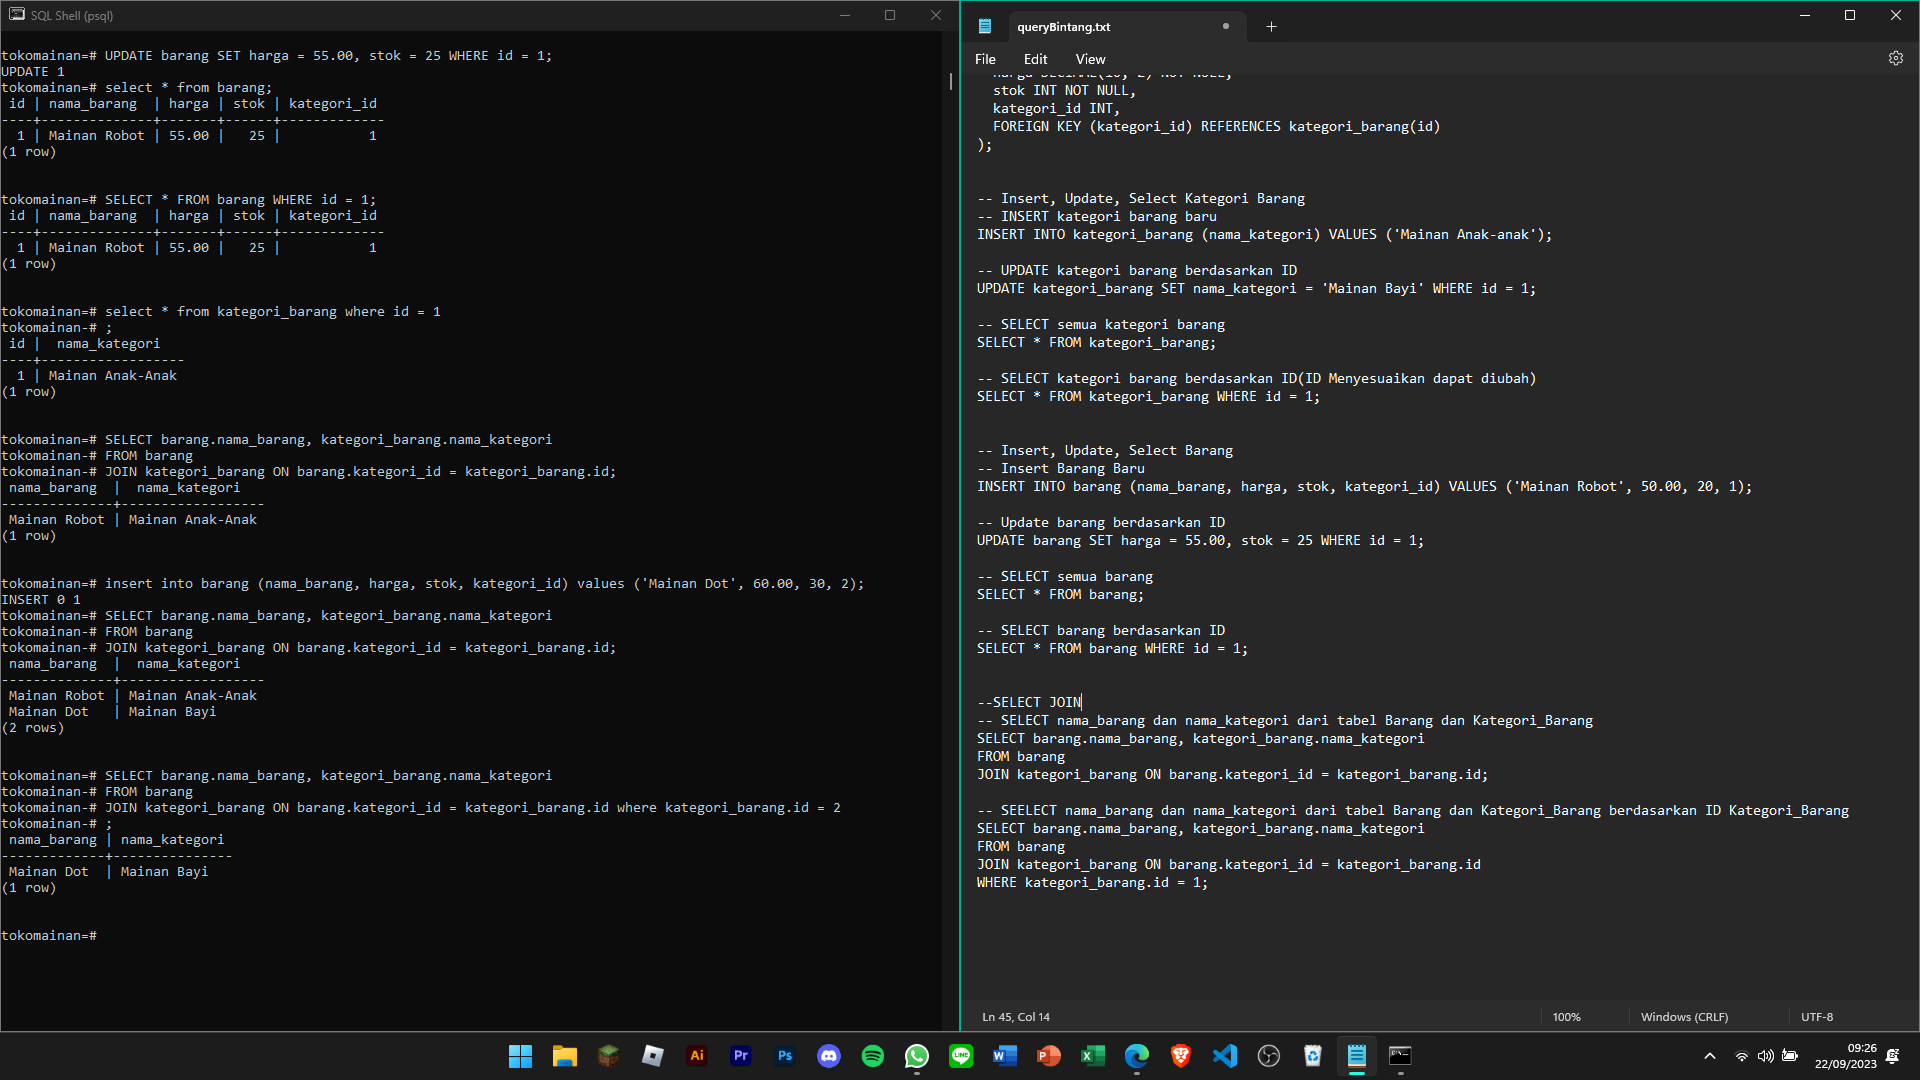 SQL Shell (psql)
tokomainan=# UPDATE barang SET harga = 55.00, stok = 25 WHERE id = 1;
UPDATE 1
tokomainan=# select * from barang;
 id | nama_barang  | harga | stok | kategori_id
----+--------------+-------+------+-------------
  1 | Mainan Robot | 55.00 |   25 |           1
(1 row)
tokomainan=# SELECT * FROM barang WHERE id = 1;
 id | nama_barang  | harga | stok | kategori_id
----+--------------+-------+------+-------------
  1 | Mainan Robot | 55.00 |   25 |           1
(1 row)
tokomainan=# select * from kategori_barang where id = 1
tokomainan-# ;
 id |  nama_kategori
----+------------------
  1 | Mainan Anak-Anak
(1 row)
tokomainan=# SELECT barang.nama_barang, kategori_barang.nama_kategori
tokomainan-# FROM barang
tokomainan-# JOIN kategori_barang ON barang.kategori_id = kategori_barang.id;
 nama_barang  |  nama_kategori
--------------+------------------
 Mainan Robot | Mainan Anak-Anak
(1 row)
tokomainan=# insert into barang (nama_barang, harga, stok, kategori_id) values ('Mainan Dot', 60.00, 30, 2);
INSERT 0 1
tokomainan=# SELECT barang.nama_barang, kategori_barang.nama_kategori
tokomainan-# FROM barang
tokomainan-# JOIN kategori_barang ON barang.kategori_id = kategori_barang.id;
 nama_barang  |  nama_kategori
--------------+------------------
 Mainan Robot | Mainan Anak-Anak
 Mainan Dot   | Mainan Bayi
(2 rows)
tokomainan=# SELECT barang.nama_barang, kategori_barang.nama_kategori
tokomainan-# FROM barang
tokomainan-# JOIN kategori_barang ON barang.kategori_id = kategori_barang.id where kategori_barang.id = 2
tokomainan-# ;
 nama_barang | nama_kategori
-------------+---------------
 Mainan Dot  | Mainan Bayi
(1 row)
tokomainan=#
queryBintang.txt
File Edit View
harga DECIMAL(10, 2) NOT NULL,
stok INT NOT NULL,
kategori_id INT,
FOREIGN KEY (kategori_id) REFERENCES kategori_barang(id)
);
-- Insert, Update, Select Kategori Barang
-- INSERT kategori barang baru
INSERT INTO kategori_barang (nama_kategori) VALUES ('Mainan Anak-anak');
-- UPDATE kategori barang berdasarkan ID
UPDATE kategori_barang SET nama_kategori = 'Mainan Bayi' WHERE id = 1;
-- SELECT semua kategori barang
SELECT * FROM kategori_barang;
-- SELECT kategori barang berdasarkan ID(ID Menyesuaikan dapat diubah)
SELECT * FROM kategori_barang WHERE id = 1;
-- Insert, Update, Select Barang
-- Insert Barang Baru
INSERT INTO barang (nama_barang, harga, stok, kategori_id) VALUES ('Mainan Robot', 50.00, 20, 1);
-- Update barang berdasarkan ID
UPDATE barang SET harga = 55.00, stok = 25 WHERE id = 1;
-- SELECT semua barang
SELECT * FROM barang;
-- SELECT barang berdasarkan ID
SELECT * FROM barang WHERE id = 1;
--SELECT JOIN
-- SELECT nama_barang dan nama_kategori dari tabel Barang dan Kategori_Barang
SELECT barang.nama_barang, kategori_barang.nama_kategori
FROM barang
JOIN kategori_barang ON barang.kategori_id = kategori_barang.id;
-- SEELECT nama_barang dan nama_kategori dari tabel Barang dan Kategori_Barang berdasarkan ID Kategori_Barang
SELECT barang.nama_barang, kategori_barang.nama_kategori
FROM barang
JOIN kategori_barang ON barang.kategori_id = kategori_barang.id
WHERE kategori_barang.id = 1;
Ln 45, Col 14
100%
Windows (CRLF)
UTF-8
Ai
Pr
Ps
LINE
W
P
X
09:26
22/09/2023